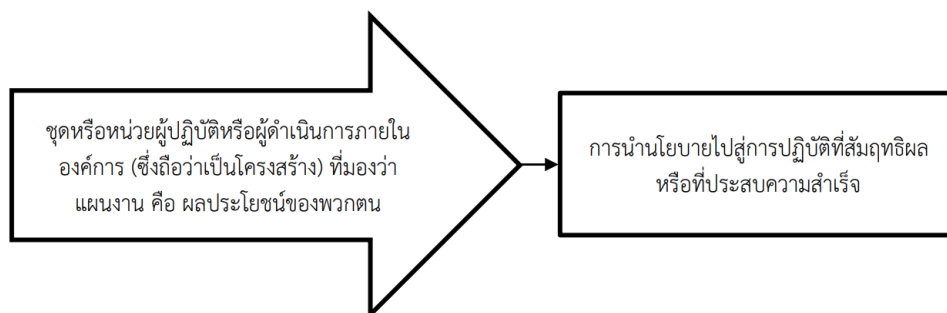 ชุดหรือหน่วยผู้ปฏิบัติหรือผู้ดำเนินการภายใน
องค์การ (ซึ่งถือว่าเป็นโครงสร้าง) ที่มองว่า
แผนงาน คือ ผลประโยชน์ของพวกตน
การนำนโยบายไปสู่การปฏิบัติที่สัมฤทธิผล
หรือที่ประสบความสำเร็จ